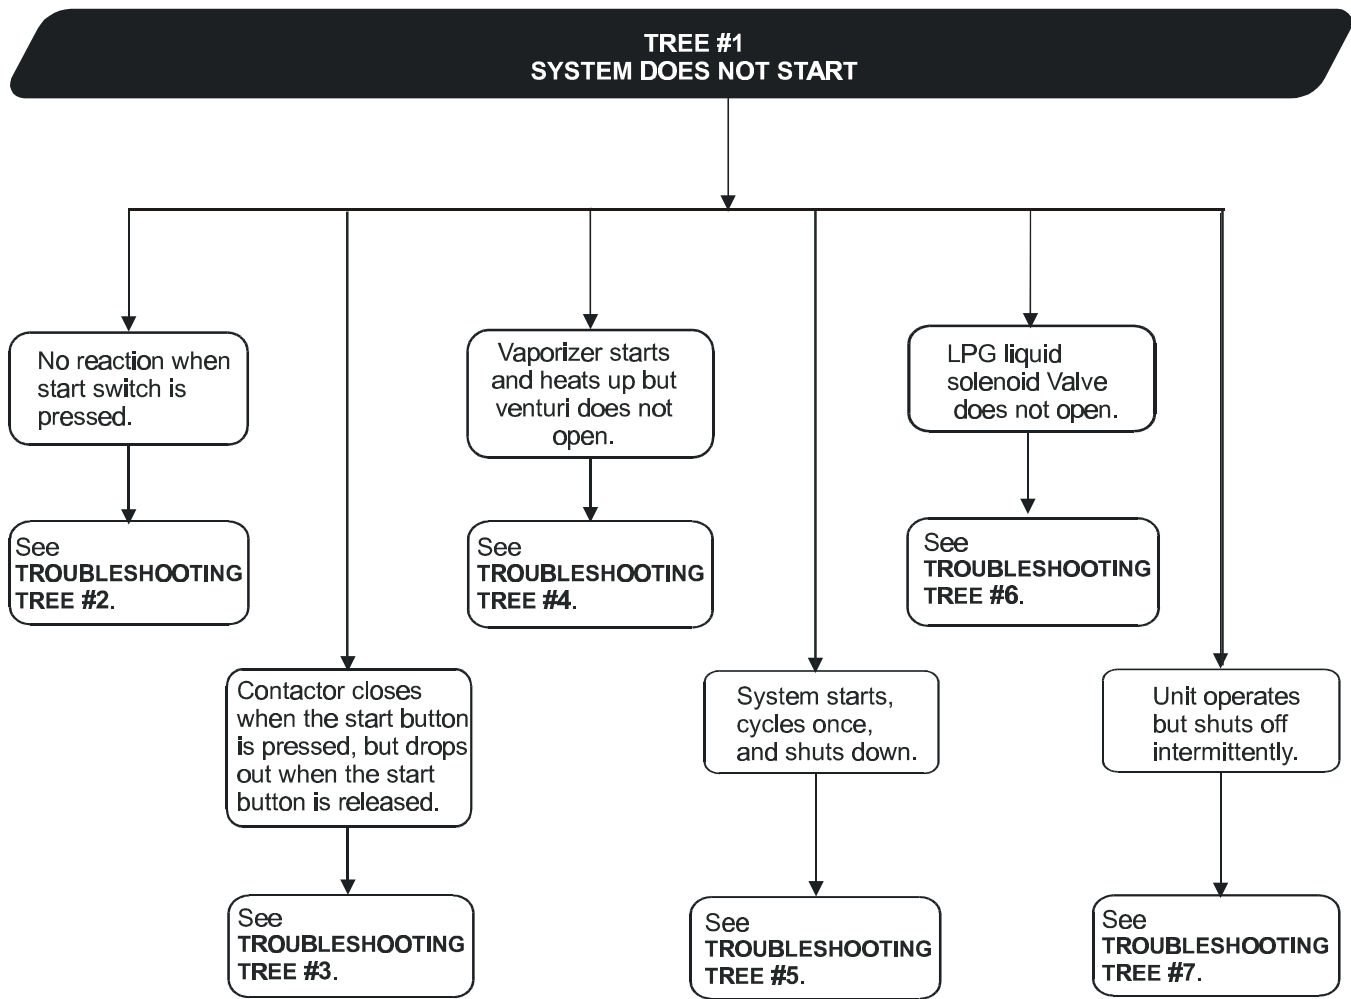 TREE #1
SYSTEM DOES NOT START
No reaction when
start switch is
pressed.
See
TROUBLESHOOTING
TREE #2.
Contactor closes
when the start button
is pressed, but drops
out when the start
button is released.
See
TROUBLESHOOTING
TREE #3.
Vaporizer starts
and heats up but
venturi does not
open.
See
TROUBLESHOOTING
TREE #4.
System starts,
cycles once,
and shuts down.
See
TROUBLESHOOTING
TREE #5.
LPG liquid
solenoid Valve
does not open.
See
TROUBLESHOOTING
TREE #6.
Unit operates
but shuts off
intermittently.
See
TROUBLESHOOTING
TREE #7.